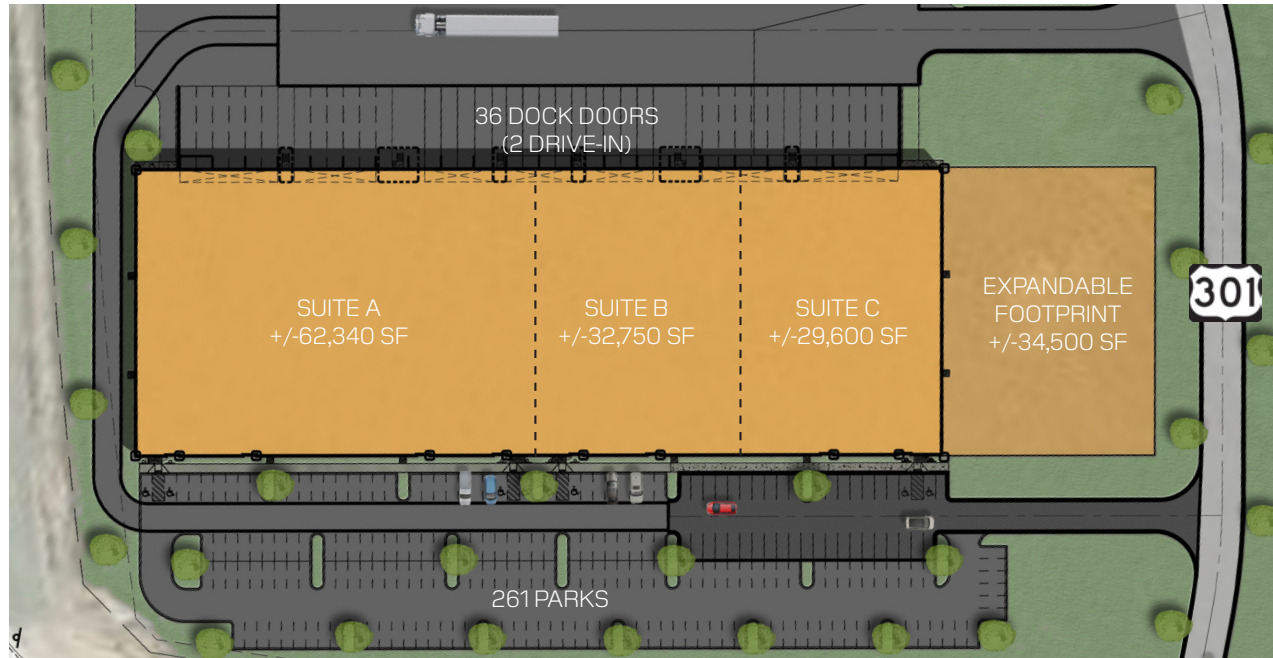 36 DOCK DOORS
(2 DRIVE-IN)
SUITE A
+/-62,340 SF
SUITE B
+/-32,750 SF
SUITE C
+/-29,600 SF
EXPANDABLE
FOOTPRINT
+/-34,500 SF
301
261 PARKS